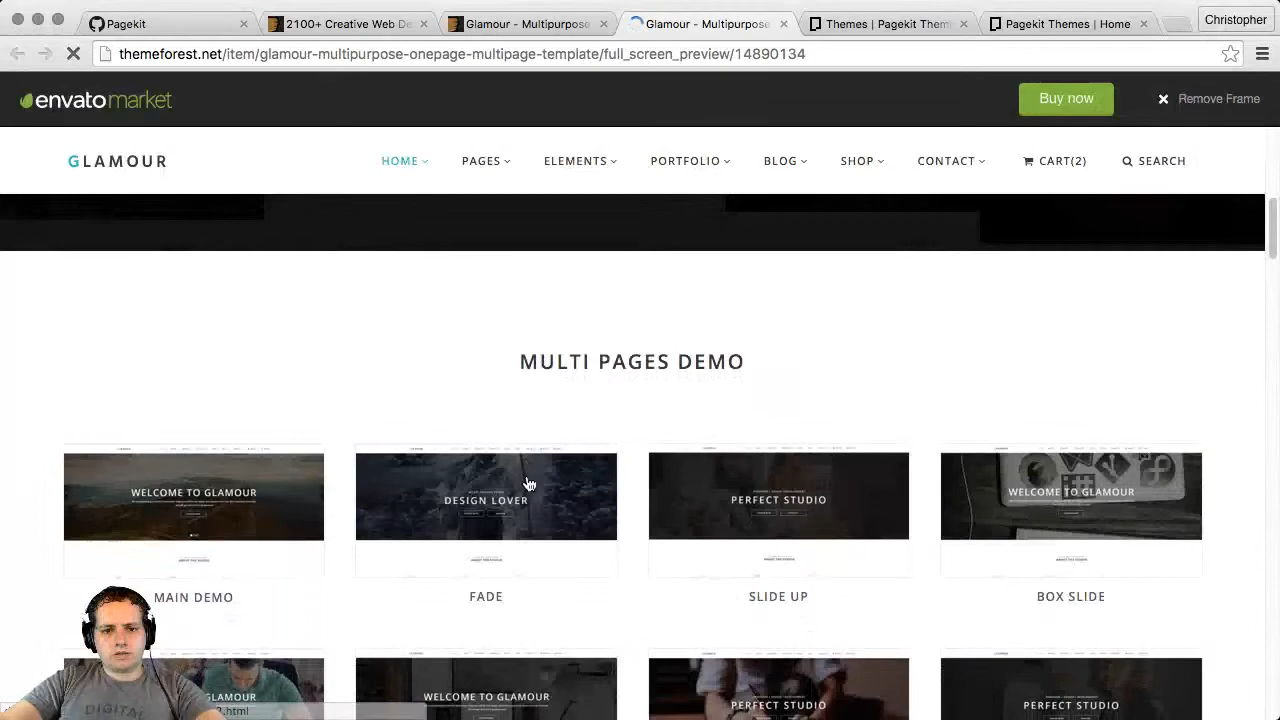 Pagekit
2100+ Creative Web De
Glamour - Multipurpose
Glamour - Multipurpose
Themes | Pagekit Them
Pagekit Themes | Home
Christopher
themeforest.net/item/glamour-multipurpose-onepage-multipage-template/full_screen_preview/14890134
envato market
Buy now
Remove Frame
GLAMOUR
HOME
PAGES
ELEMENTS
PORTFOLIO
BLOG
SHOP
CONTACT
CART(2)
SEARCH
MULTI PAGES DEMO
WELCOME TO GLAMOUR
DESIGN LOVER
PERFECT STUDIO
WELCOME TO GLAMOUR
MAIN DEMO
FADE
SLIDE UP
BOX SLIDE
GLAMOUR
WELCOME TO GLAMOUR
PERFECT STUDIO
PERFECT STUDIO
html
DIGITAL